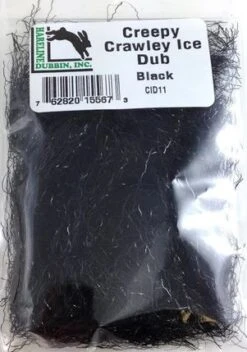 HARELINE
DUBBIN, INC.
Creepy
Crawley Ice
Dub
Black
CID11
7 62820 15567 3